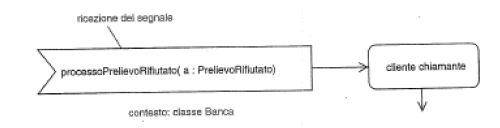 ricezione del segnale
processoPrelievoRifiutato( a : PrelievoRifiutato)
cliente chiamante
contesto: classe Banca